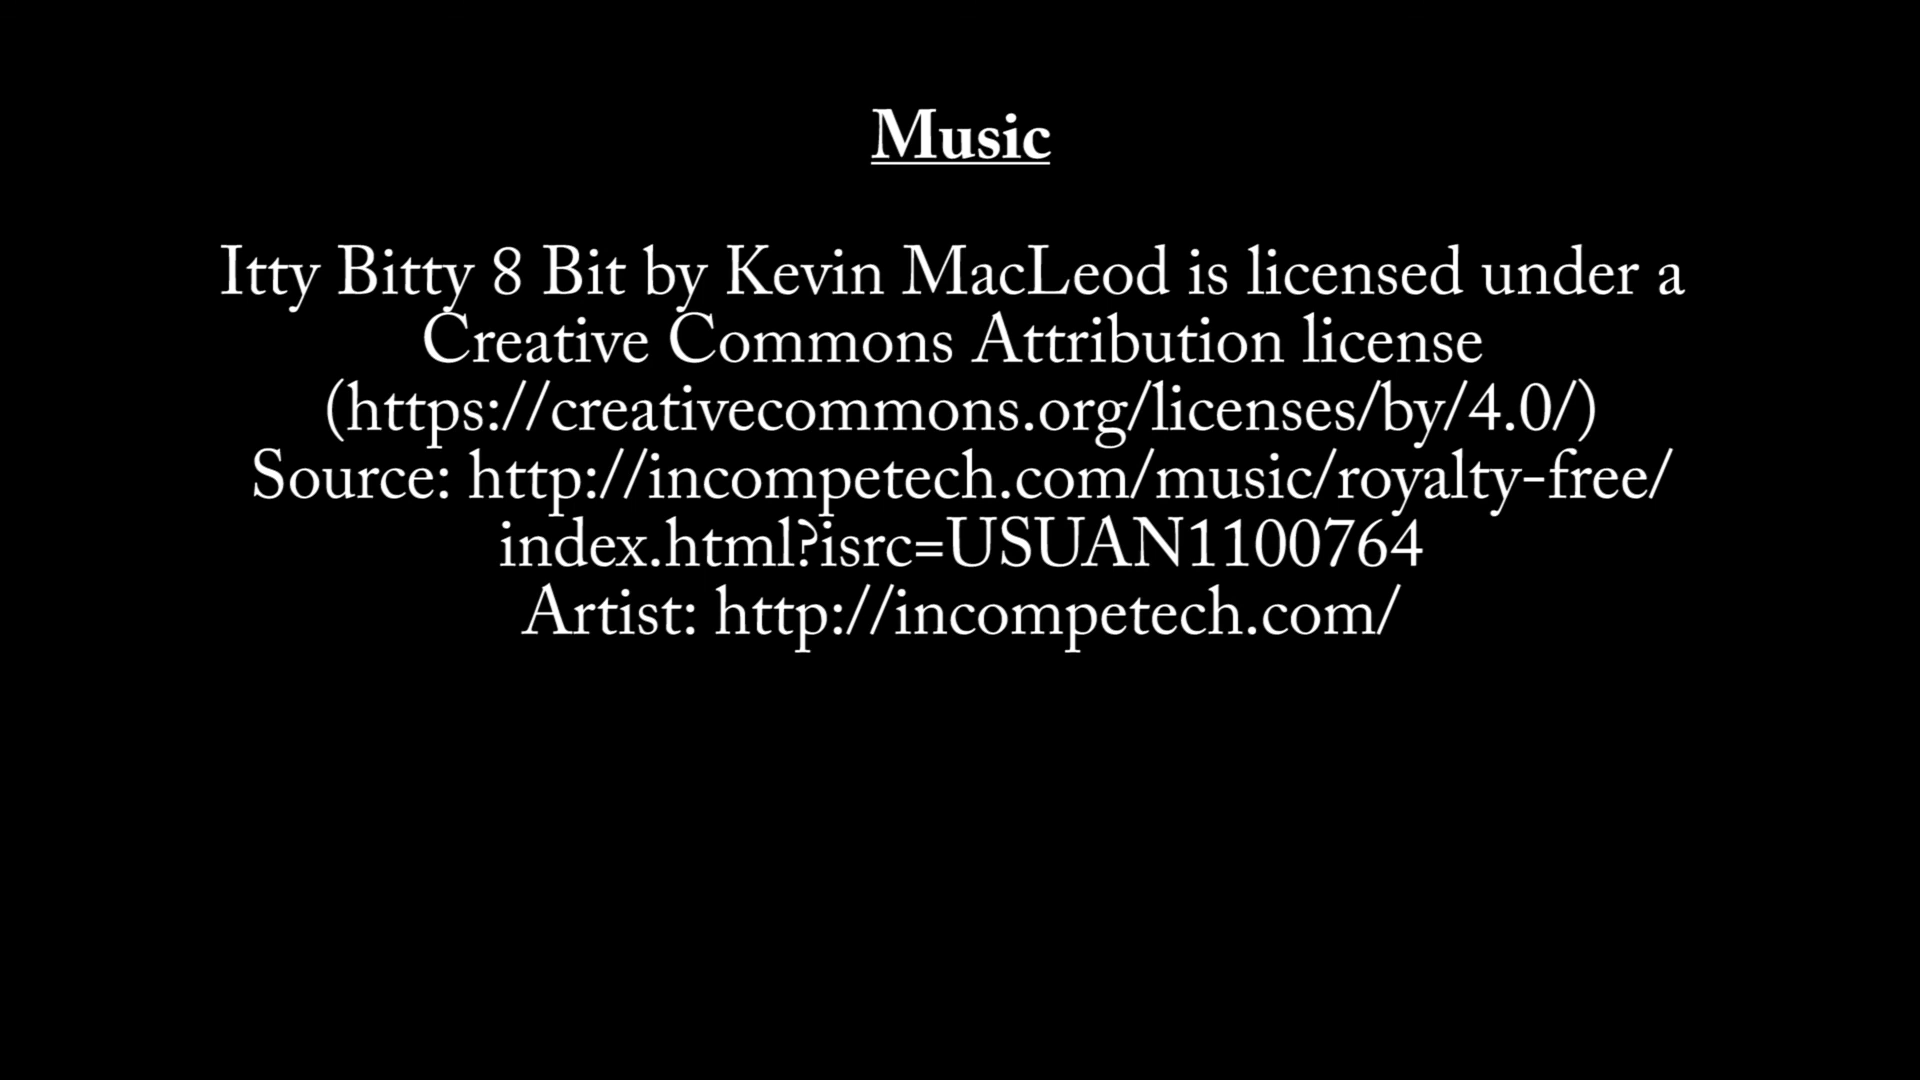 Music
Itty Bitty 8 Bit by Kevin MacLeod is licensed under a
Creative Commons Attribution license
(https://creativecommons.org/licenses/by/4.0/)
Source: http://incompetech.com/music/royalty-free/
index.html?isrc=USUAN1100764
Artist: http://incompetech.com/